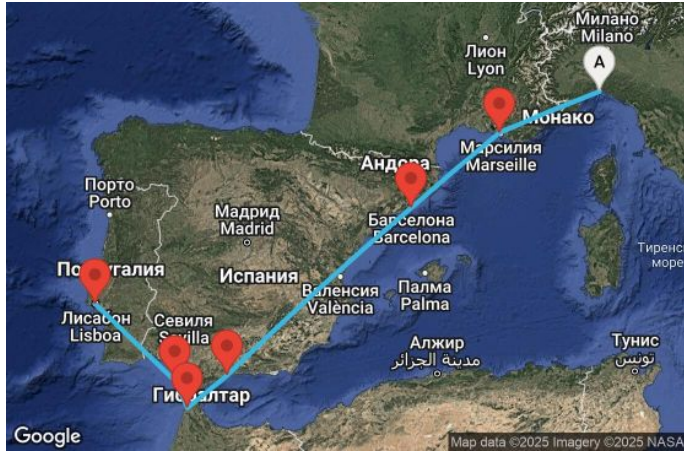 Милано
Milano
A
Лион
Lyon
Монако
Марсилия
Marseille
Андора
Порто
Porto
Мадрид
Madrid
Барселона
Barcelona
Тиренс
море
Португалия
Испания
Валенсия
València
Палма
Palma
Лисабон
Lisboa
Севиля
Sevilla
Алжир
مدينة الجزائر
Тунис
تونس
Гибралтар
Google
Map data ©2025 Imagery ©2025 NASA